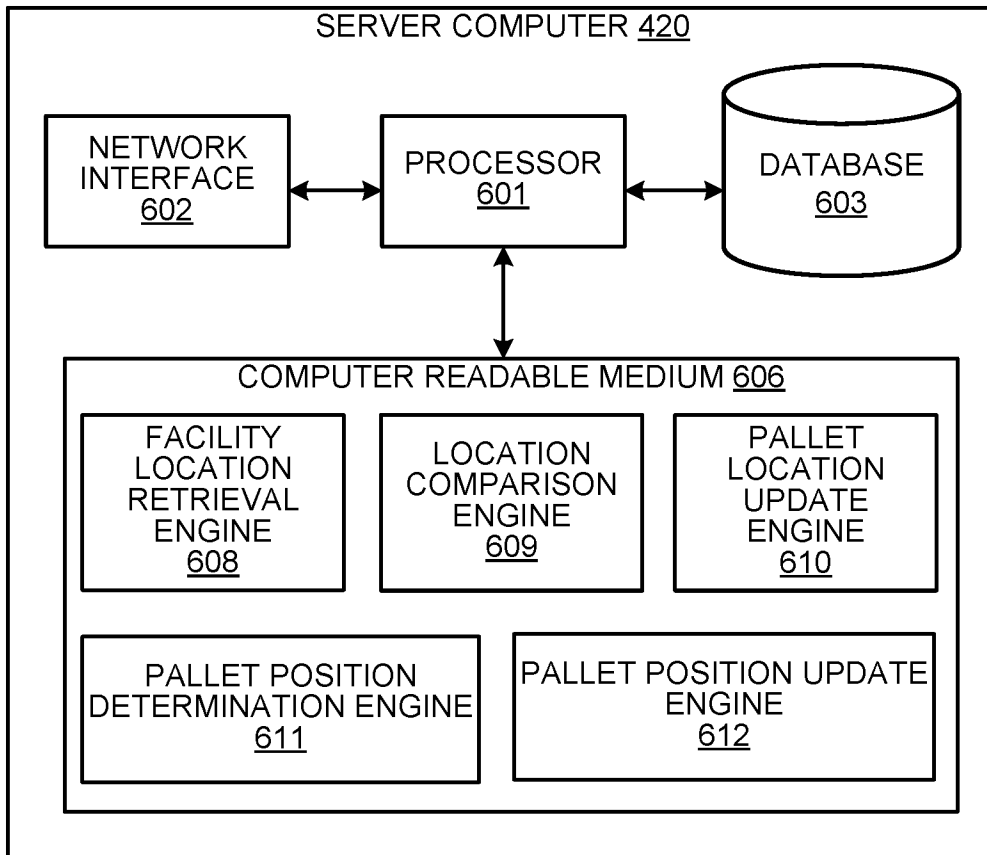 SERVER COMPUTER 420
NETWORK
INTERFACE
602
PROCESSOR
601
DATABASE
603
COMPUTER READABLE MEDIUM 606
FACILITY
LOCATION
RETRIEVAL
ENGINE
608
LOCATION
COMPARISON
ENGINE
609
PALLET
LOCATION
UPDATE
ENGINE
610
PALLET POSITION
DETERMINATION ENGINE
611
PALLET POSITION UPDATE
ENGINE
612